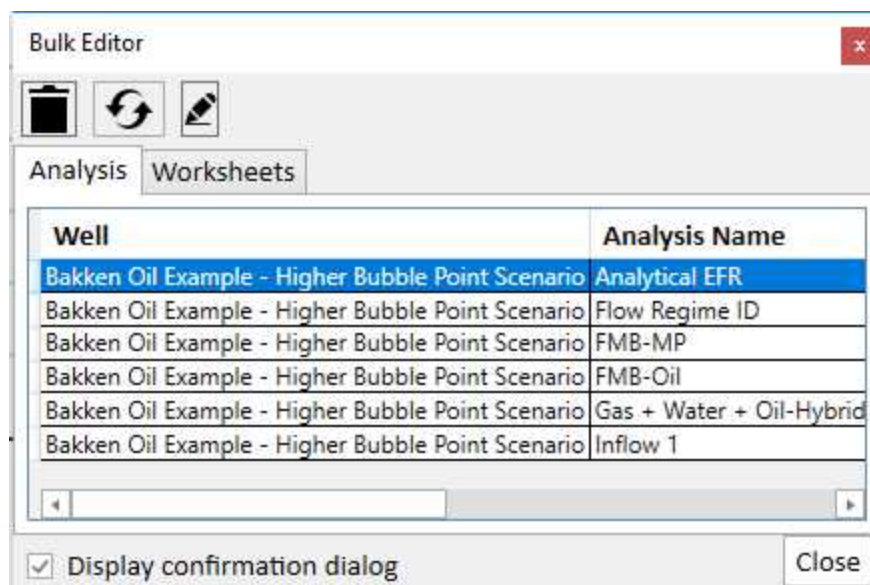 Bulk Editor
x
Analysis Worksheets
Well Analysis Name
Bakken Oil Example - Higher Bubble Point Scenario Analytical EFR
Bakken Oil Example - Higher Bubble Point Scenario Flow Regime ID
Bakken Oil Example - Higher Bubble Point Scenario FMB-MP
Bakken Oil Example - Higher Bubble Point Scenario FMB-Oil
Bakken Oil Example - Higher Bubble Point Scenario Gas + Water + Oil-Hybrid
Bakken Oil Example - Higher Bubble Point Scenario Inflow 1
Display confirmation dialog Close